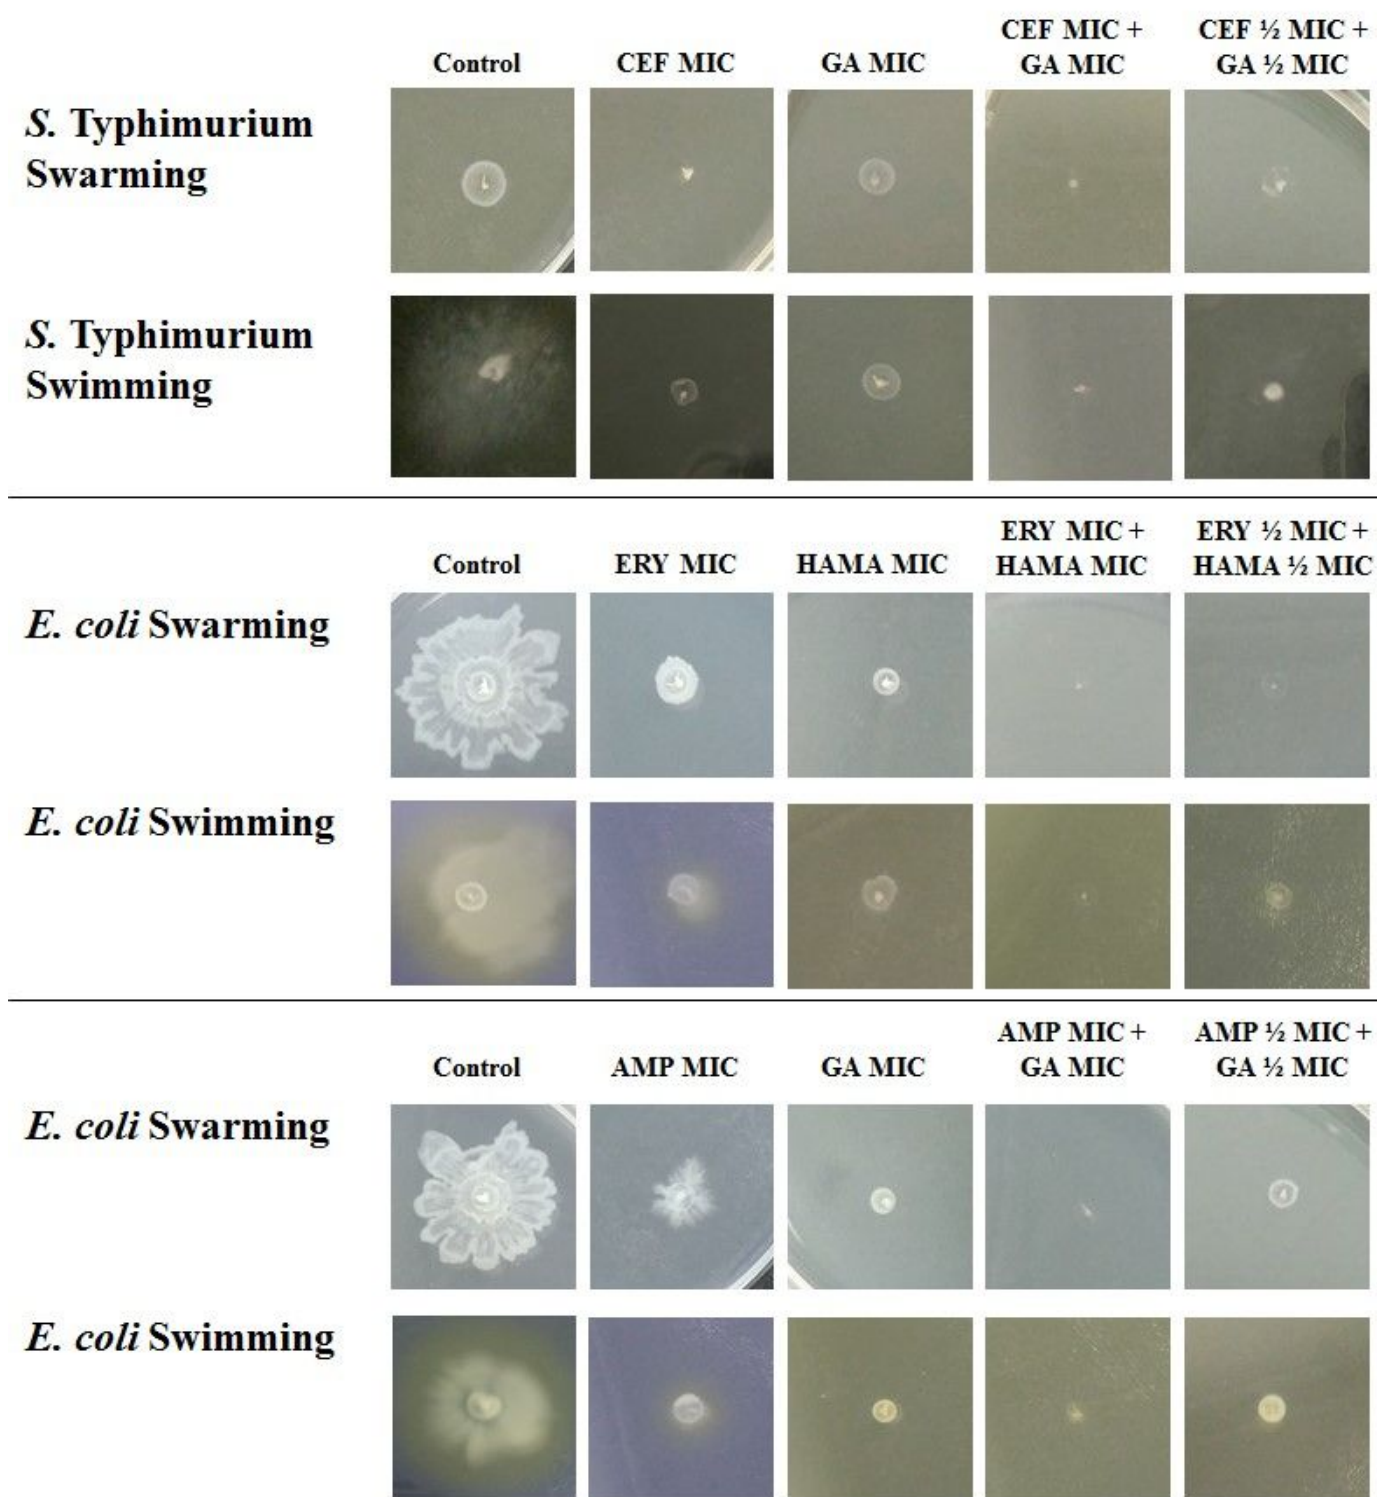 Control
CEF MIC
GA MIC
CEF MIC +
GA MIC
CEF ½ MIC +
GA ½ MIC
S. Typhimurium
Swarming
S. Typhimurium
Swimming
Control
ERY MIC
HAMA MIC
ERY MIC +
HAMA MIC
ERY ½ MIC +
HAMA ½ MIC
E. coli Swarming
E. coli Swimming
Control
AMP MIC
GA MIC
AMP MIC +
GA MIC
AMP ½ MIC +
GA ½ MIC
E. coli Swarming
E. coli Swimming